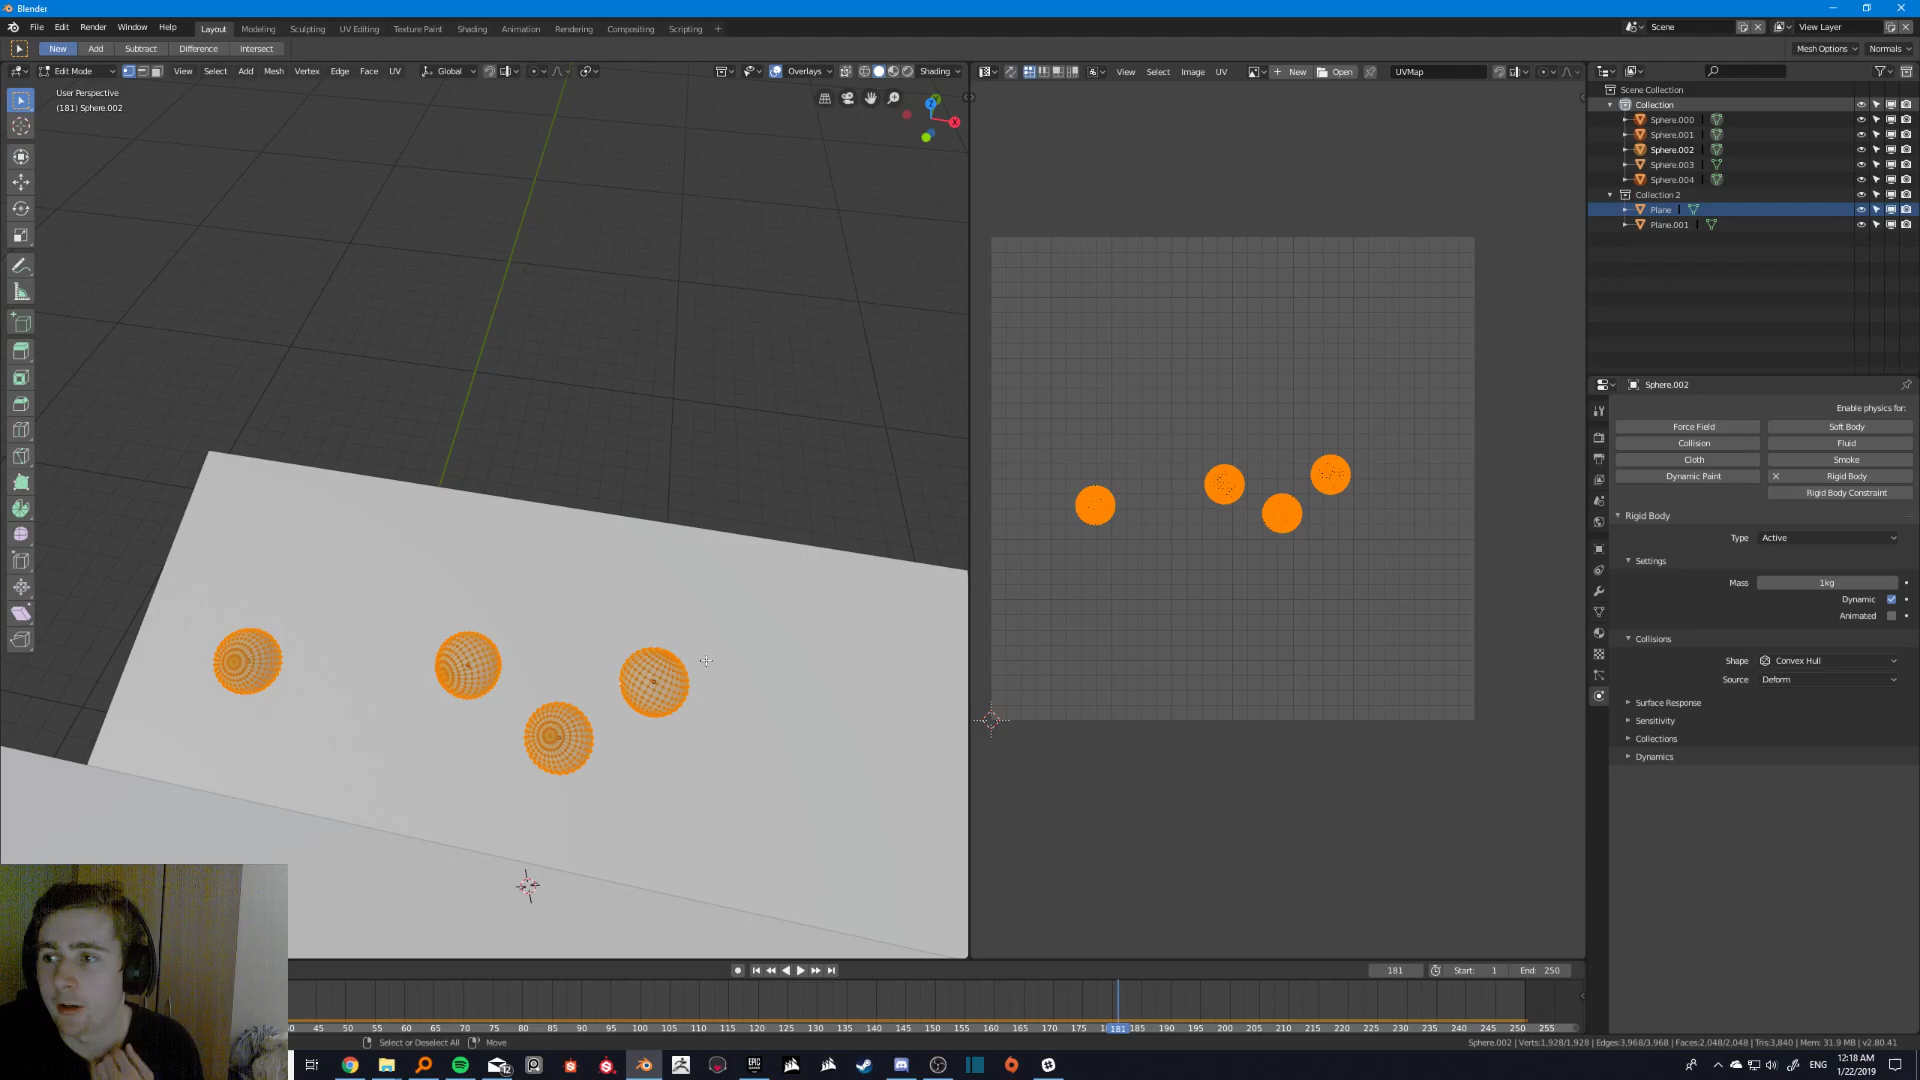 Blender
File Edit Render Window Help
Layout Modeling Sculpting UV Editing Texture Paint Shading Animation Rendering Compositing Scripting +
Scene View Layer
New Add Subtract Difference Intersect
Mesh Options Normals
Edit Mode View Select Add Mesh Vertex Edge Face UV Global Overlays Shading
View Select Image UV + New Open UVMap
User Perspective
(181) Sphere.002
Z
X
Scene Collection
Collection
Sphere.000
Sphere.001
Sphere.002
Sphere.003
Sphere.004
Collection 2
Plane
Plane.001
Sphere.002
Enable physics for:
Force Field Soft Body
Collision Fluid
Cloth Smoke
Dynamic Paint Rigid Body
Rigid Body Constraint
Rigid Body
Type Active
Settings
Mass 1kg
Dynamic
Animated
Collisions
Shape Convex Hull
Source Deform
Surface Response
Sensitivity
Collections
Dynamics
181 Start: 1 End: 250
45 50 55 60 65 70 75 80 85 90 95 100 105 110 115 120 125 130 135 140 145 150 155 160 165 170 175 181 185 190 195 200 205 210 215 220 225 230 235 240 245 250 255
Select or Deselect All Move
Sphere.002 | Verts:1,928/1,928 | Edges:3,968/3,968 | Faces:2,048/2,048 | Tris:3,840 | Mem: 31.9 MB | v2.80.41
12
EPIC
ENG
12:18 AM
1/22/2019